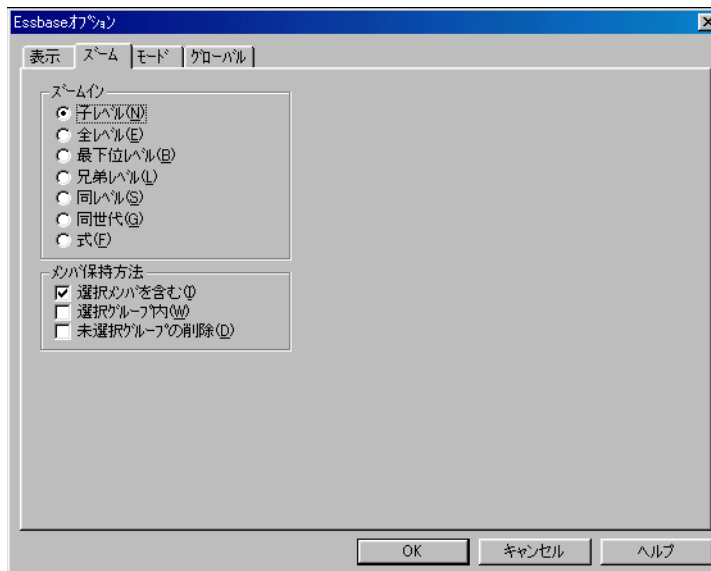 Essbaseｵﾌﾟｼｮﾝ
表示 ｽﾞｰﾑ ﾓｰﾄﾞ ｸﾞﾛｰﾊﾞﾙ
ｽﾞｰﾑｲﾝ
子ﾚﾍﾞﾙ(N)
全ﾚﾍﾞﾙ(E)
最下位ﾚﾍﾞﾙ(B)
兄弟ﾚﾍﾞﾙ(L)
同ﾚﾍﾞﾙ(S)
同世代(G)
式(F)
ﾒﾝﾊﾞ保持方法
選択ﾒﾝﾊﾞを含む(I)
選択ｸﾞﾙｰﾌﾟ内(W)
未選択ｸﾞﾙｰﾌﾟの削除(D)
OK キャンセル ヘルプ